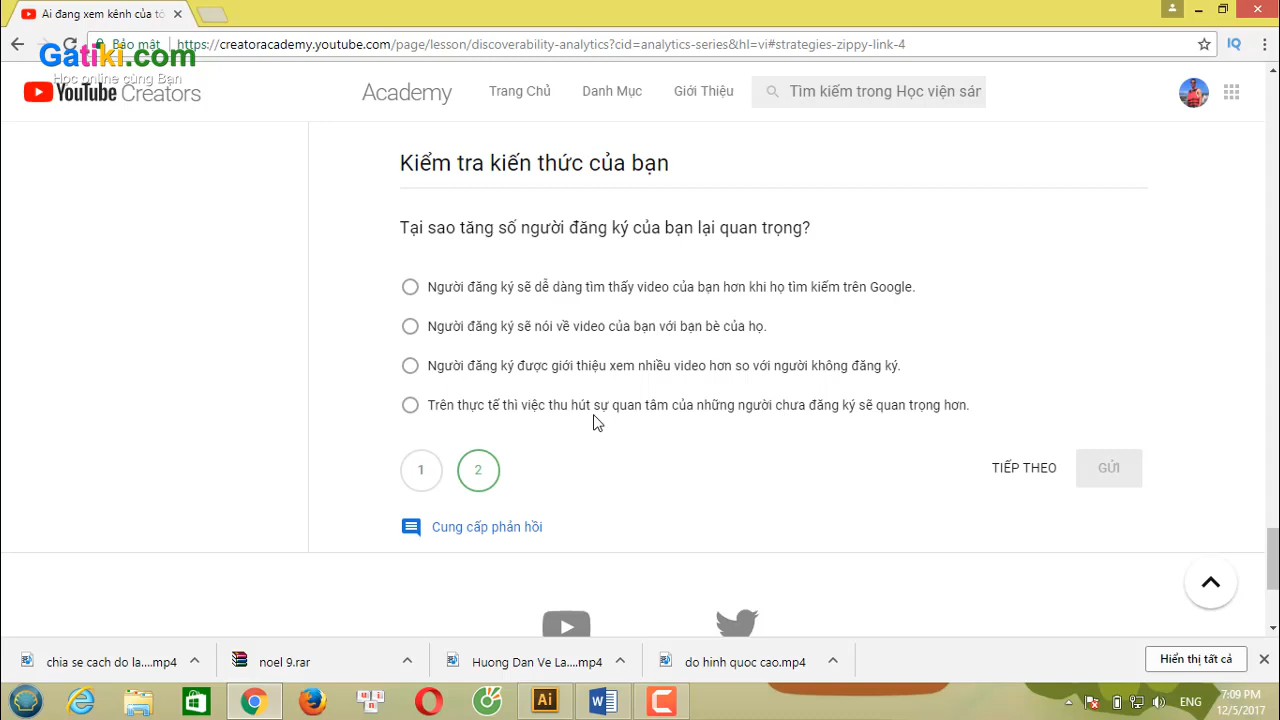 Ai đang xem kênh của tô
Bảo mật
https://creatoracademy.youtube.com/page/lesson/discoverability-analytics?cid=analytics-series&hl=vi#strategies-zippy-link-4
Gatiki.com
Học online cùng Bạn
YouTube Creators
Academy
Trang Chủ
Danh Mục
Giới Thiệu
Tìm kiếm trong Học viện sán
Kiểm tra kiến thức của bạn
Tại sao tăng số người đăng ký của bạn lại quan trọng?
Người đăng ký sẽ dễ dàng tìm thấy video của bạn hơn khi họ tìm kiếm trên Google.
Người đăng ký sẽ nói về video của bạn với bạn bè của họ.
Người đăng ký được giới thiệu xem nhiều video hơn so với người không đăng ký.
Trên thực tế thì việc thu hút sự quan tâm của những người chưa đăng ký sẽ quan trọng hơn.
1
2
TIẾP THEO
GỬI
Cung cấp phản hồi
chia se cach do la....mp4
noel 9.rar
Huong Dan Ve La....mp4
do hinh quoc cao.mp4
Hiển thị tất cả
Ai
ENG
7:09 PM
12/5/2017